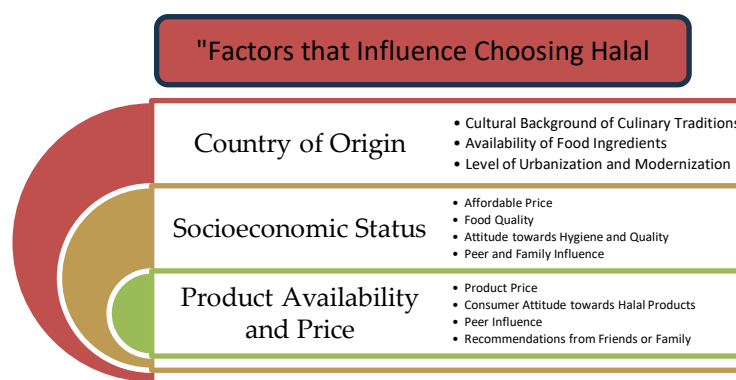 "Factors that Influence Choosing Halal
Country of Origin
• Cultural Background of Culinary Traditions
• Availability of Food Ingredients
• Level of Urbanization and Modernization
Socioeconomic Status
• Affordable Price
• Food Quality
• Attitude towards Hygiene and Quality
• Peer and Family Influence
Product Availability
and Price
• Product Price
• Consumer Attitude towards Halal Products
• Peer Influence
• Recommendations from Friends or Family